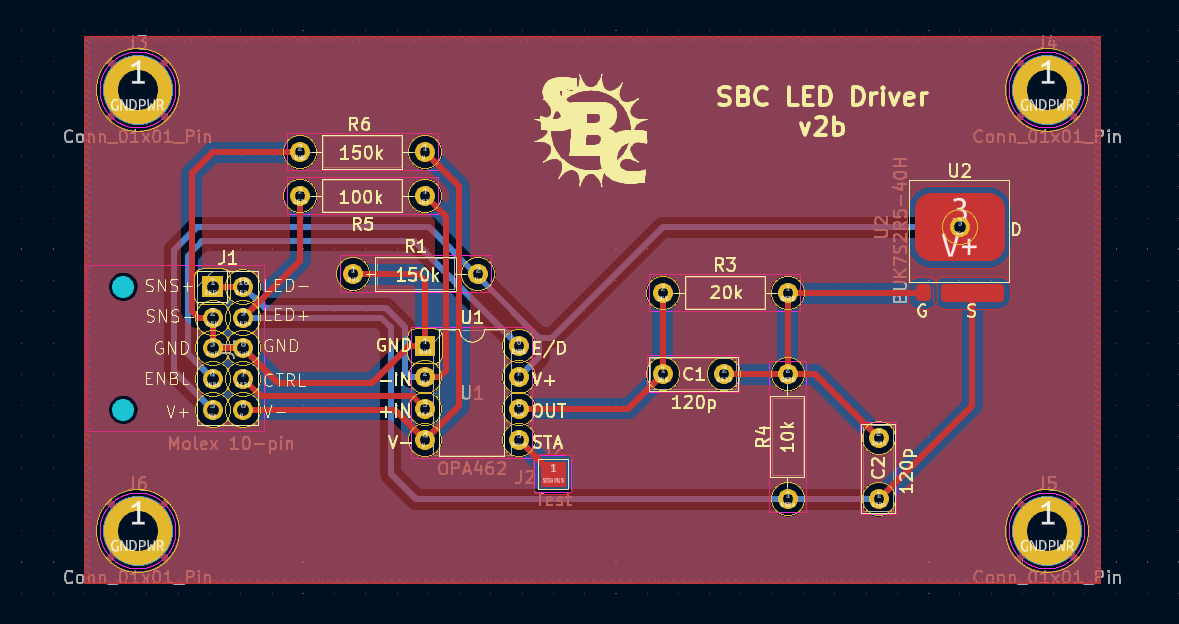 J3
J4
1
GNDPWR
Conn_01x01_Pin
SBC
SBC LED Driver
v2b
1
GNDPWR
Conn_01x01_Pin
R6
150k
100k
R5
R1
150k
U2
U2
BUK752R5-40H
3
V+
D
G
S
J1
SNS+
LED-
SNS-
LED+
GND
GND
ENBL
CTRL
V+
V-
Molex 10-pin
U1
GND
E/D
-IN
V+
U1
+IN
OUT
V-
STA
OPA462
J2
Test
1
R3
20k
C1
120p
R4
10k
C2
120p
J6
1
GNDPWR
Conn_01x01_Pin
J5
1
GNDPWR
Conn_01x01_Pin